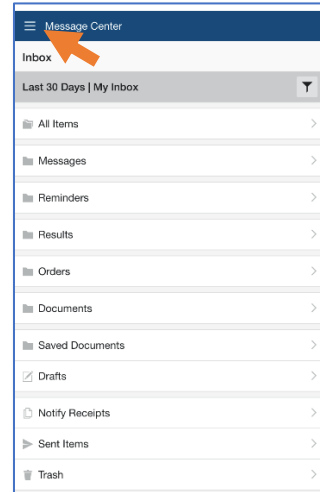 Message Center
Inbox
Last 30 Days | My Inbox
All Items
Messages
Reminders
Results
Orders
Documents
Saved Documents
Drafts
Notify Receipts
Sent Items
Trash